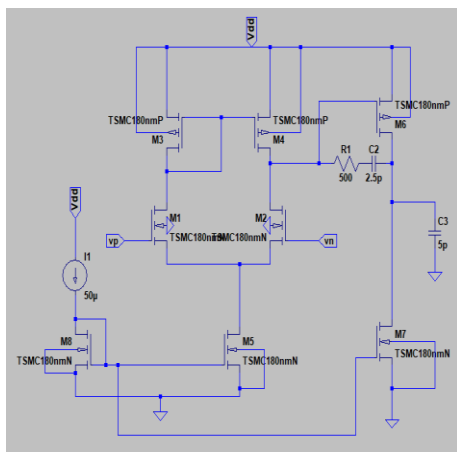 Vdd
TSMC180nmP
M3
TSMC180nmP
M4
TSMC180nmP
M6
R1
500
C2
2.5p
Vdd
M1
TSMC180nmN
vp
M2
TSMC180nmN
vn
C3
5p
I1
50µ
M8
TSMC180nmN
M5
TSMC180nmN
M7
TSMC180nmN